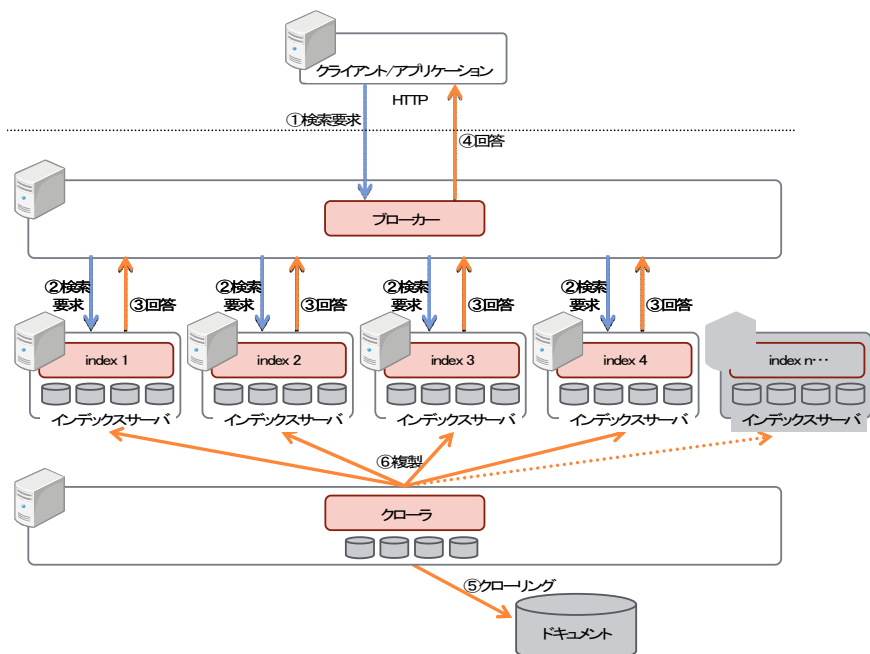 クライアント/アプリケーション
HTTP
①検索要求
④回答
ブローカー
②検索
要求
③回答
②検索
要求
③回答
②検索
要求
③回答
②検索
要求
③回答
index 1
index 2
index 3
index 4
index n…
インデックスサーバ
インデックスサーバ
インデックスサーバ
インデックスサーバ
インデックスサーバ
⑥複製
クローラ
⑤クローリング
ドキュメント